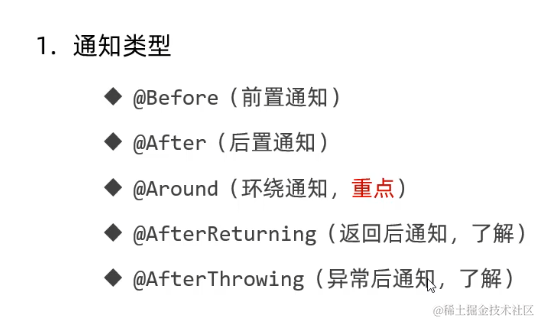 1. 通知类型
◆ @Before（前置通知）
◆ @After（后置通知）
◆ @Around（环绕通知，重点）
◆ @AfterReturning（返回后通知，了解）
◆ @AfterThrowing（异常后通知，了解）
@稀土掘金技术社区